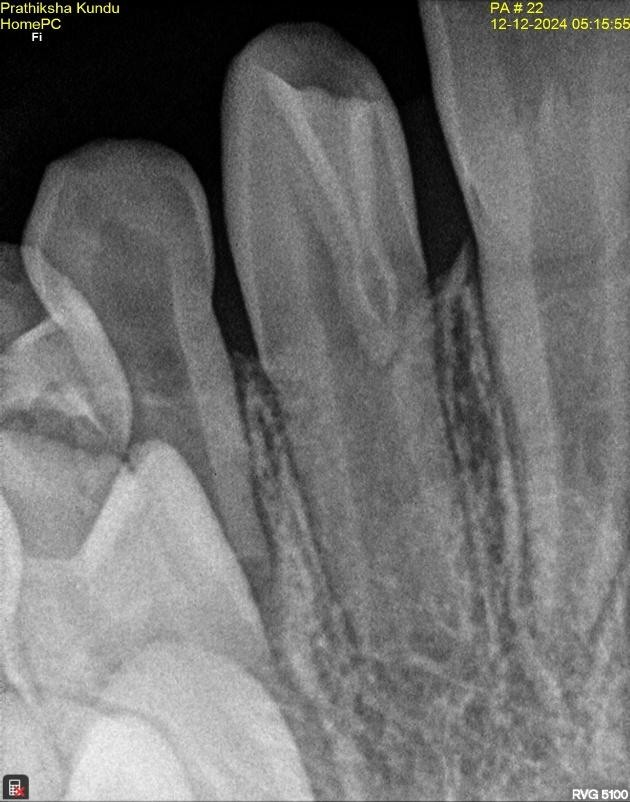 Prathiksha Kundu
HomePC
Fi
PA # 22
12-12-2024 05:15:55
RVG 5100